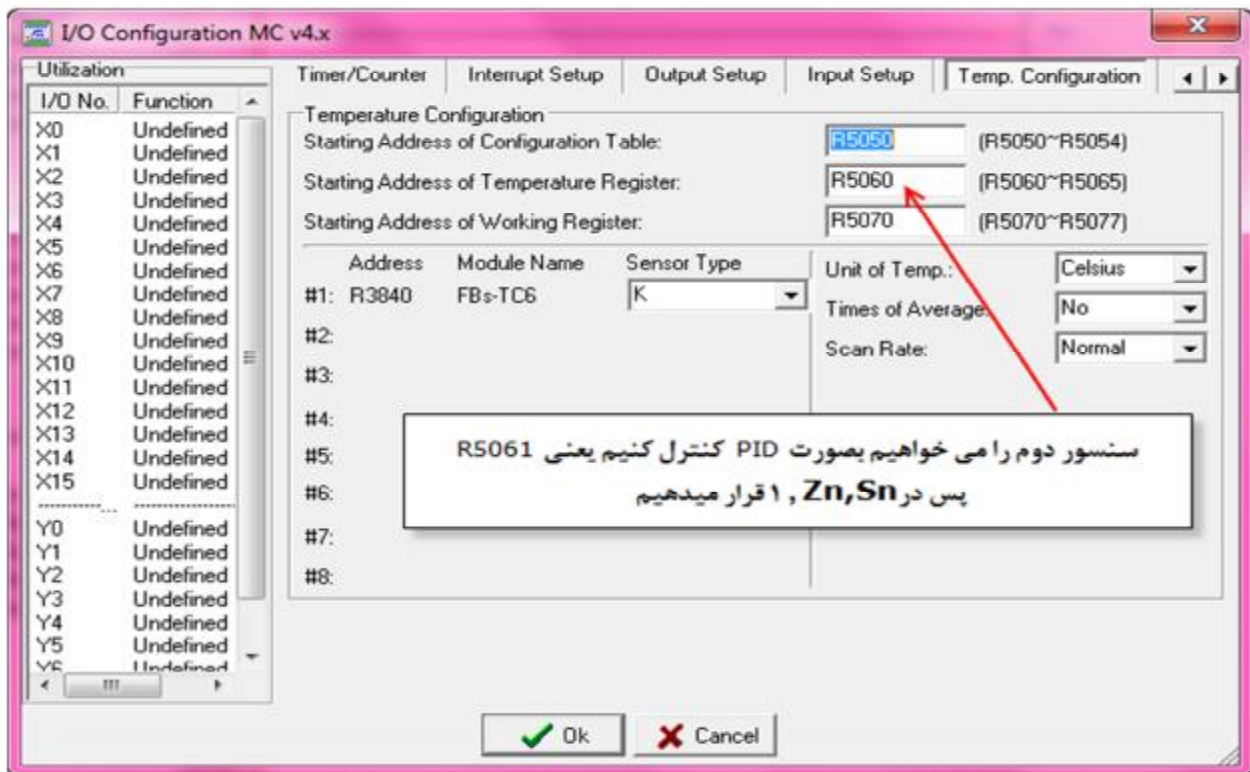 I/O Configuration MC v4.x
Utilization
I/O No. Function
X0 Undefined
X1 Undefined
X2 Undefined
X3 Undefined
X4 Undefined
X5 Undefined
X6 Undefined
X7 Undefined
X8 Undefined
X9 Undefined
X10 Undefined
X11 Undefined
X12 Undefined
X13 Undefined
X14 Undefined
X15 Undefined
Y0 Undefined
Y1 Undefined
Y2 Undefined
Y3 Undefined
Y4 Undefined
Y5 Undefined
Y6 Undefined
Timer/Counter Interrupt Setup Output Setup Input Setup Temp. Configuration
Temperature Configuration
Starting Address of Configuration Table: R5050 (R5050~R5054)
Starting Address of Temperature Register: R5060 (R5060~R5065)
Starting Address of Working Register: R5070 (R5070~R5077)
Address Module Name Sensor Type
#1: R3840 FBs-TC6 K
#2:
#3:
#4:
#5:
#6:
#7:
#8:
Unit of Temp.: Celsius
Times of Average: No
Scan Rate: Normal
سنسور دوم را می خواهیم بصورت PID کنترل کنیم یعنی R5061
پس در Zn,Sn , ۱ قرار میدهیم
Ok Cancel